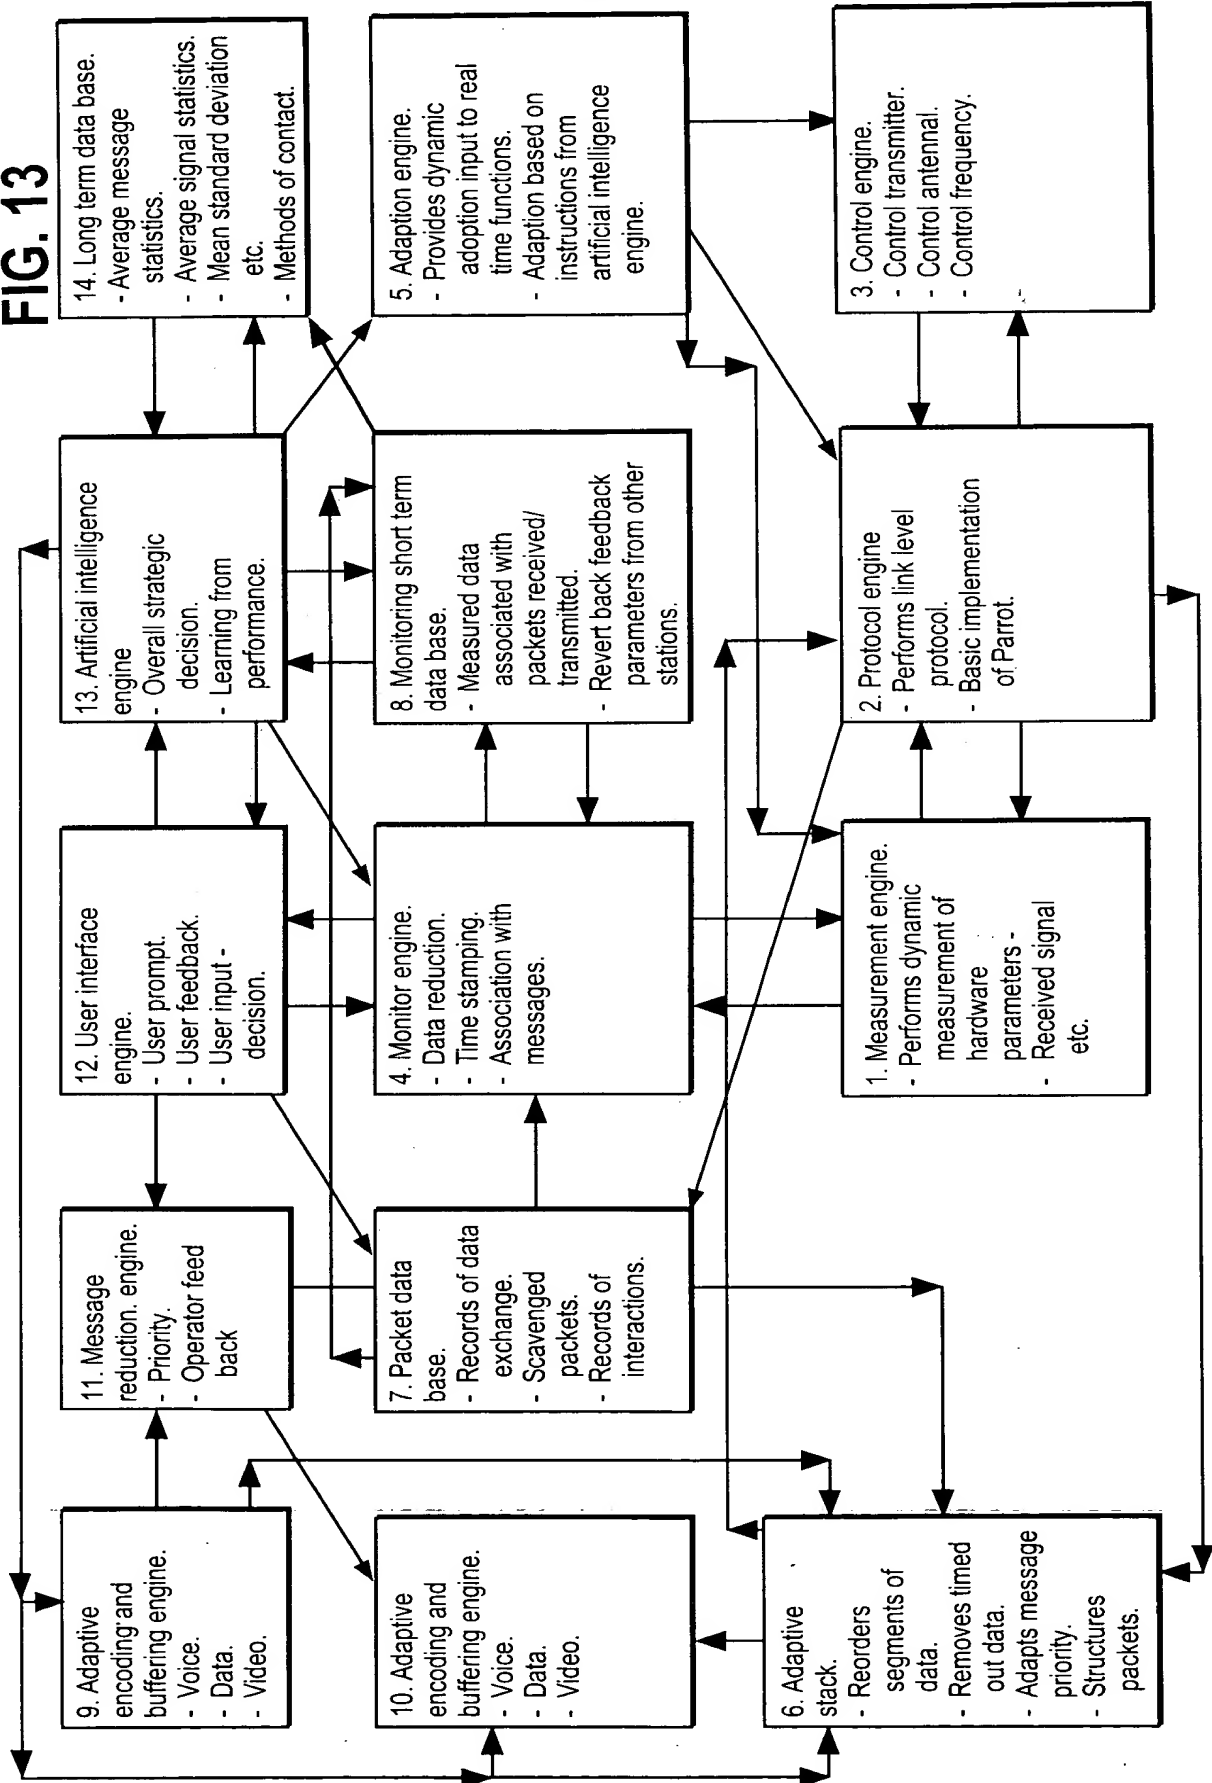 FIG. 13
9. Adaptive
encoding and
buffering engine.
- Voice.
- Data.
- Video.
11. Message
reduction. engine.
- Priority.
- Operator feed
back
12. User interface
engine.
- User prompt.
- User feedback.
- User input -
decision.
13. Artificial intelligence
engine
- Overall strategic
decision.
- Learning from
performance.
14. Long term data base.
- Average message
statistics.
- Average signal statistics.
- Mean standard deviation
etc.
- Methods of contact.
10. Adaptive
encoding and
buffering engine.
- Voice.
- Data.
- Video.
7. Packet data
base.
- Records of data
exchange.
- Scavenged
packets.
- Records of
interactions.
4. Monitor engine.
- Data reduction.
- Time stamping.
- Association with
messages.
8. Monitoring short term
data base.
- Measured data
associated with
packets received/
transmitted.
- Revert back feedback
parameters from other
stations.
5. Adaption engine.
- Provides dynamic
adoption input to real
time functions.
- Adaption based on
instructions from
artificial intelligence
engine.
6. Adaptive
stack.
- Reorders
segments of
data.
- Removes timed
out data.
- Adapts message
priority.
- Structures
packets.
1. Measurement engine.
- Performs dynamic
measurement of
hardware
parameters -
- Received signal
etc.
2. Protocol engine
- Performs link level
protocol.
- Basic implementation
of Parrot.
3. Control engine.
- Control transmitter.
- Control antennal.
- Control frequency.